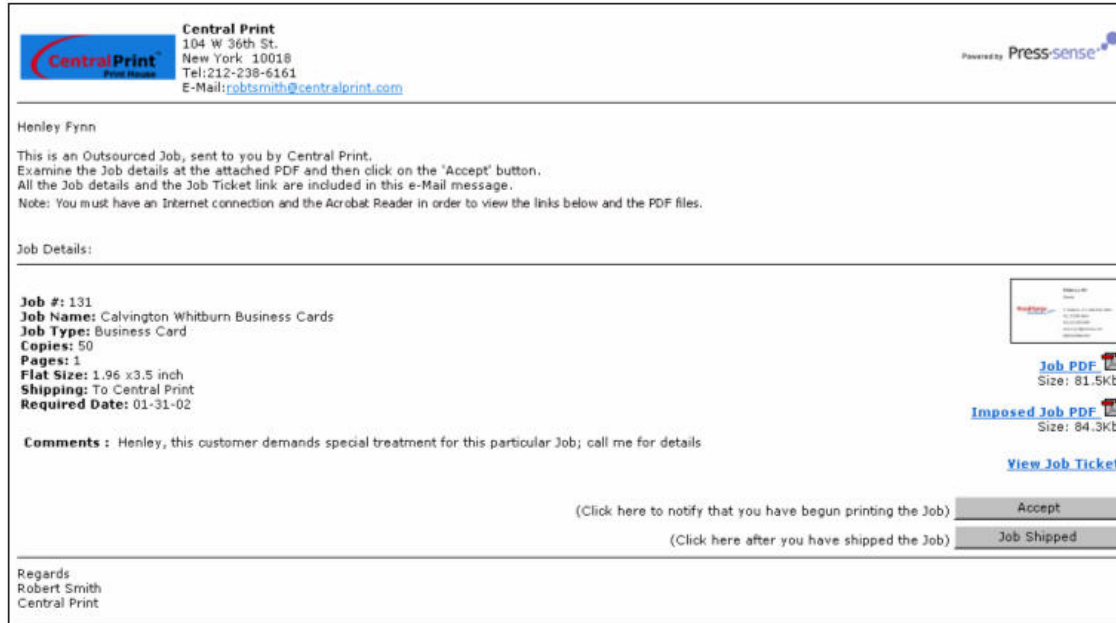 CentralPrint™
Print House
Central Print
104 W 36th St.
New York 10018
Tel:212-238-6161
E-Mail:robtsmith@centralprint.com
Powered by Press-sense
Henley Fynn
This is an Outsourced Job, sent to you by Central Print.
Examine the Job details at the attached PDF and then click on the 'Accept' button.
All the Job details and the Job Ticket link are included in this e-Mail message.
Note: You must have an Internet connection and the Acrobat Reader in order to view the links below and the PDF files.
Job Details:
Job #: 131
Job Name: Calvington Whitburn Business Cards
Job Type: Business Card
Copies: 50
Pages: 1
Flat Size: 1.96 x3.5 inch
Shipping: To Central Print
Required Date: 01-31-02
Job PDF
Size: 81.5Kb
Imposed Job PDF
Size: 84.3Kb
Comments : Henley, this customer demands special treatment for this particular Job; call me for details
View Job Ticket
(Click here to notify that you have begun printing the Job) Accept
(Click here after you have shipped the Job) Job Shipped
Regards
Robert Smith
Central Print